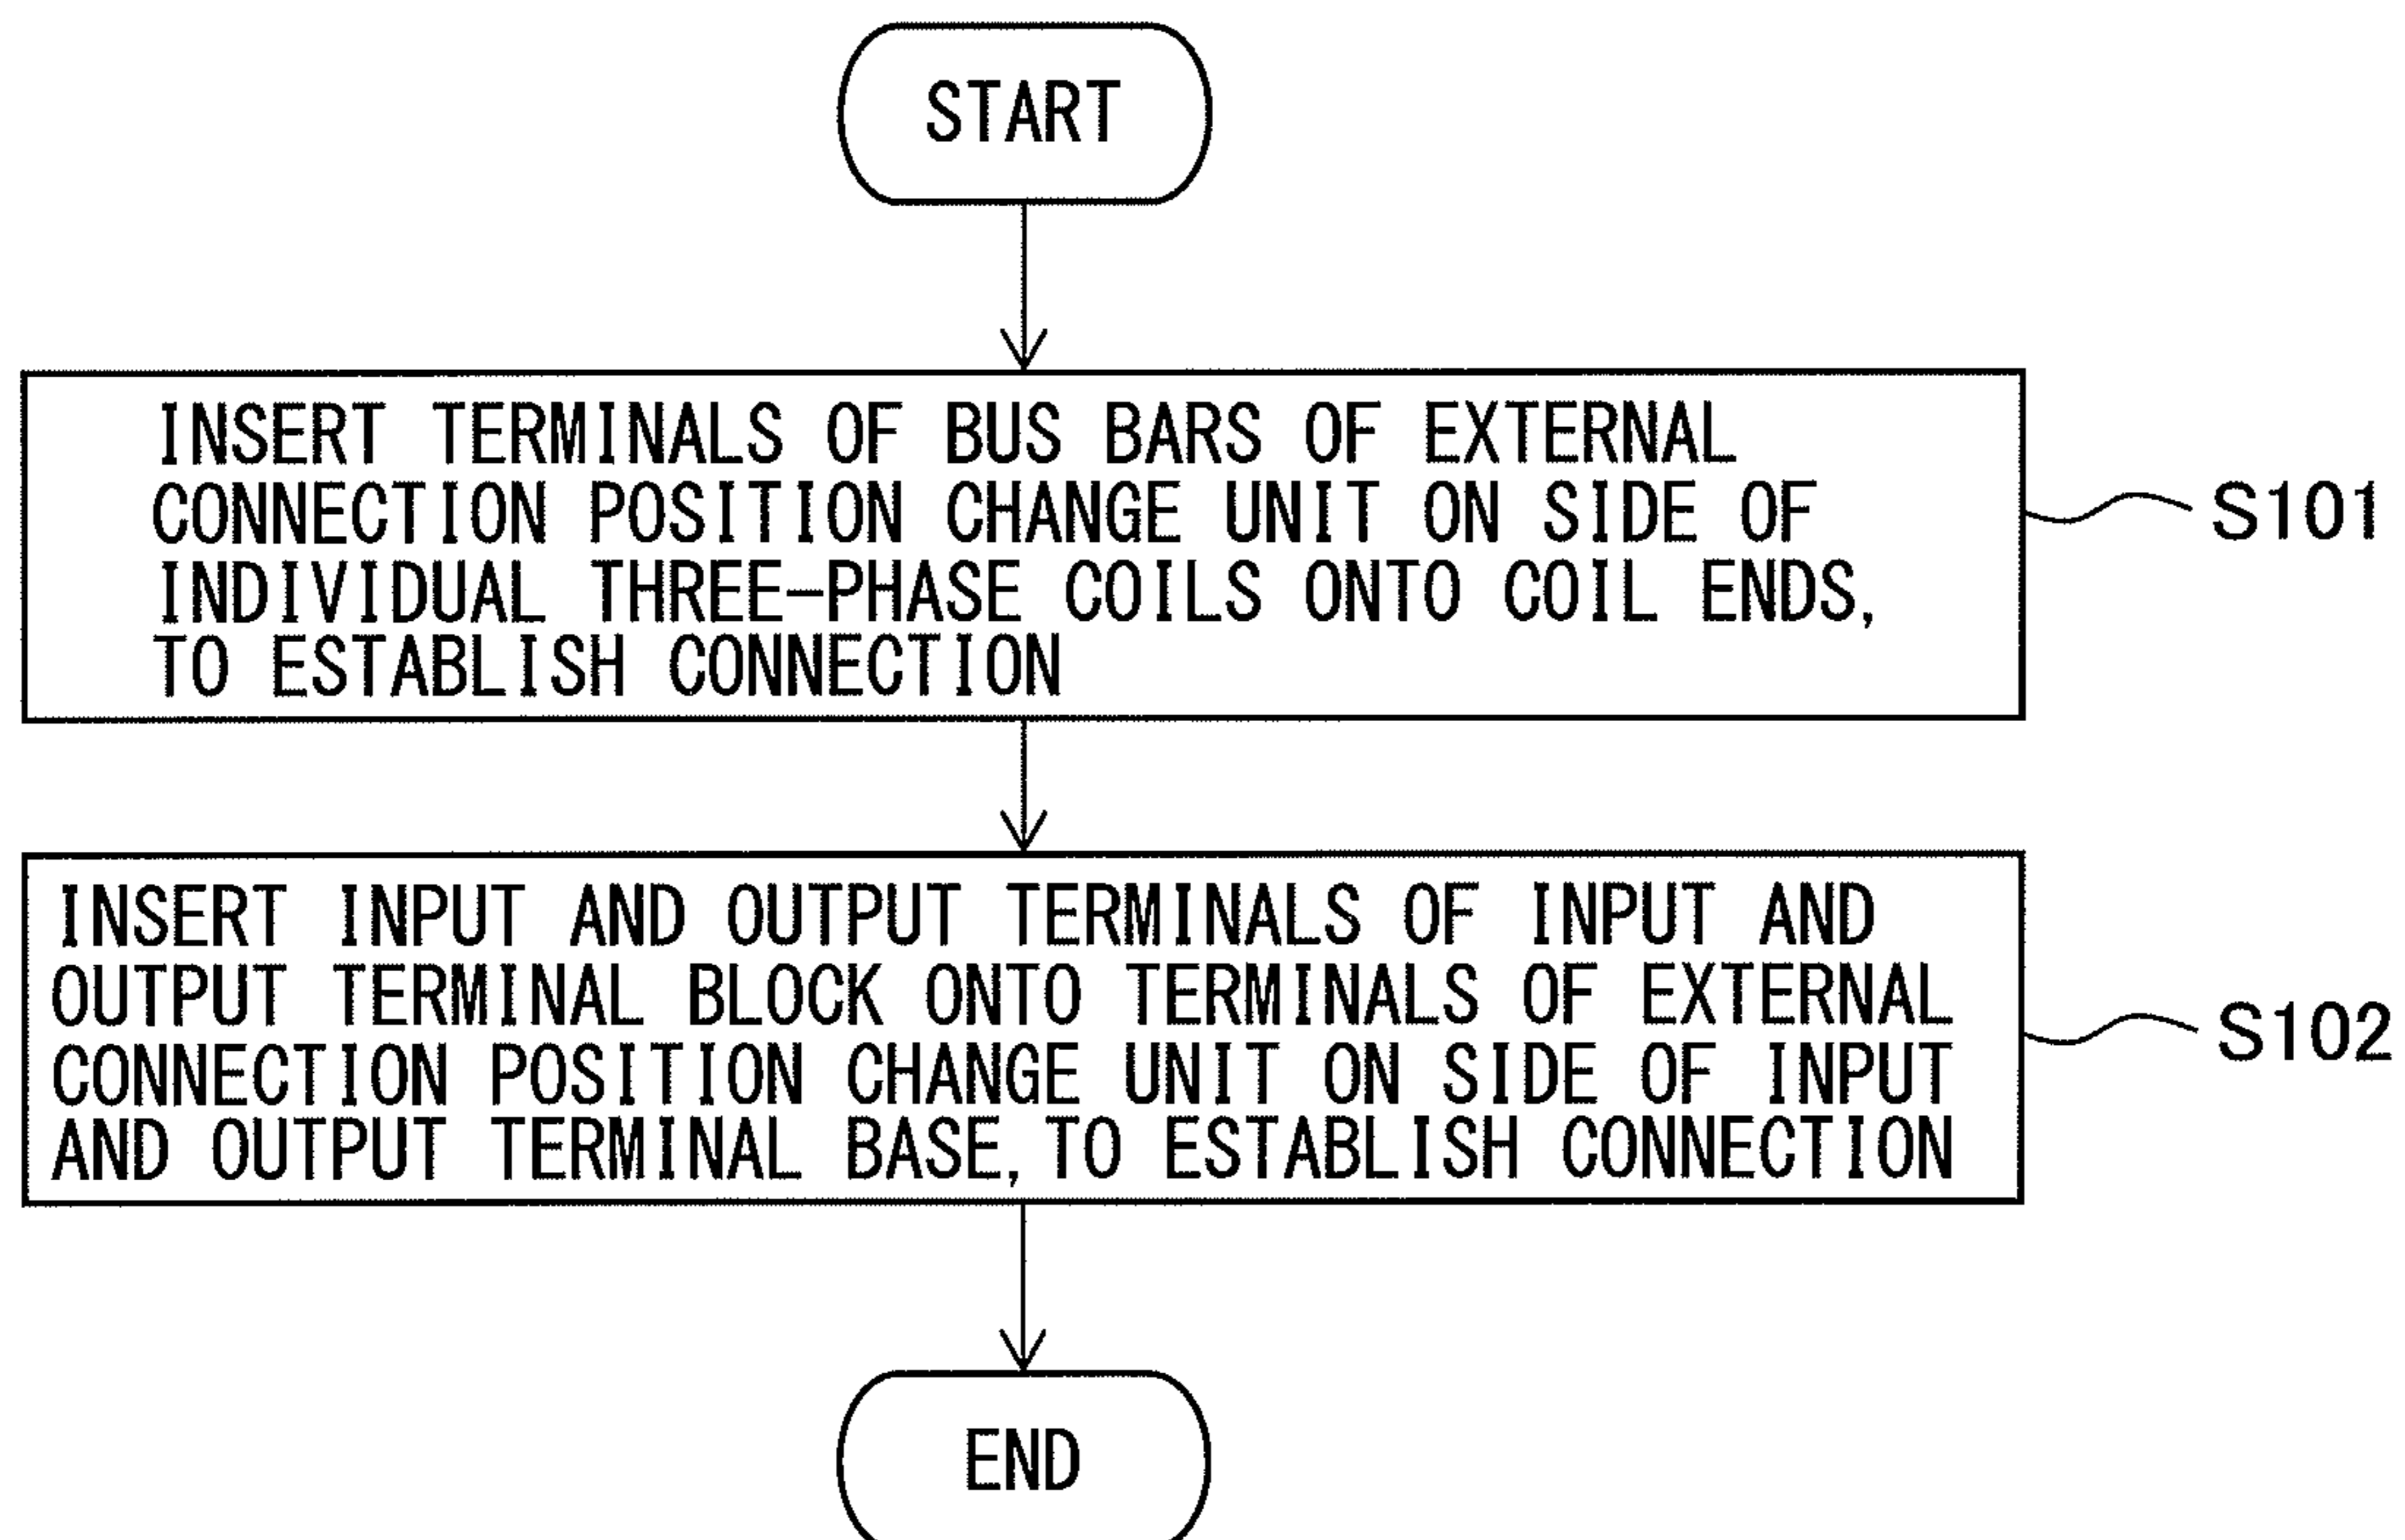 START
INSERT TERMINALS OF BUS BARS OF EXTERNAL
CONNECTION POSITION CHANGE UNIT ON SIDE OF
INDIVIDUAL THREE-PHASE COILS ONTO COIL ENDS,
TO ESTABLISH CONNECTION
S101
INSERT INPUT AND OUTPUT TERMINALS OF INPUT AND
OUTPUT TERMINAL BLOCK ONTO TERMINALS OF EXTERNAL
CONNECTION POSITION CHANGE UNIT ON SIDE OF INPUT
AND OUTPUT TERMINAL BASE, TO ESTABLISH CONNECTION
S102
END